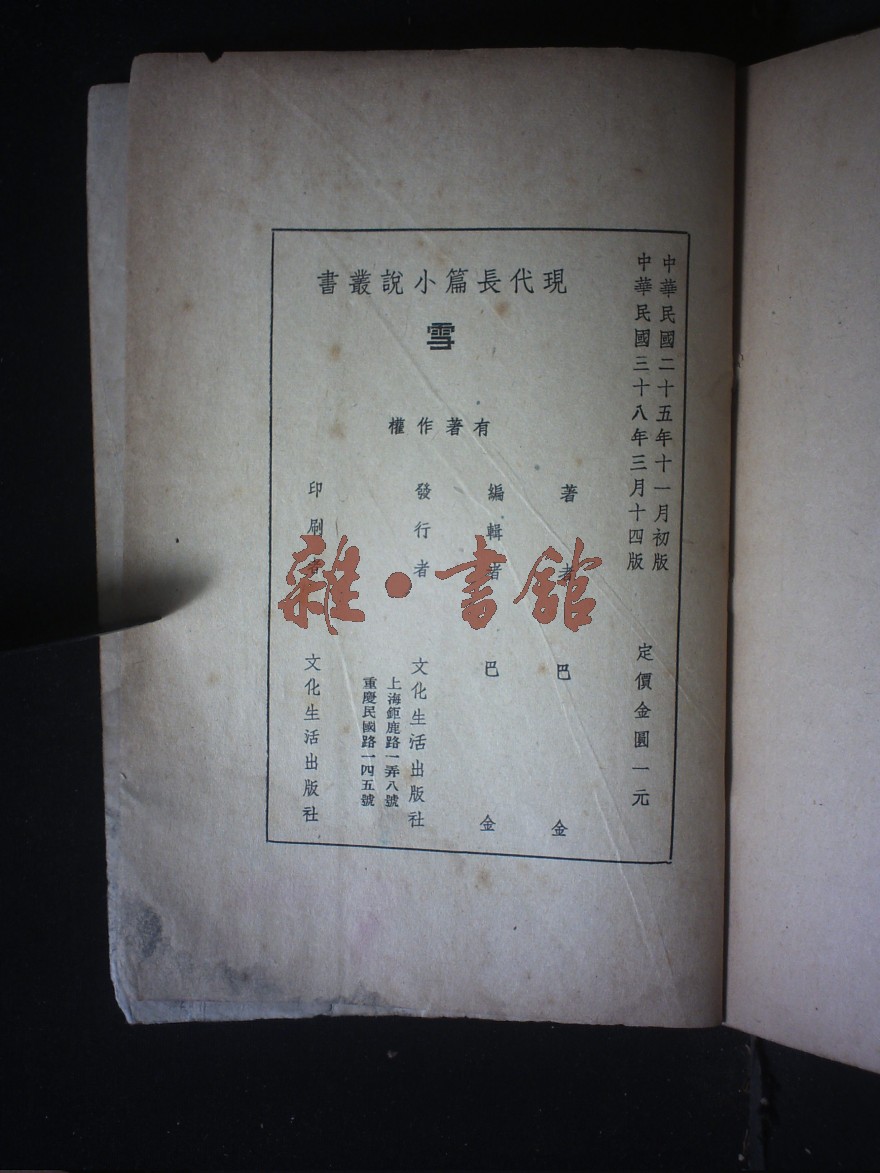 中華民國二十五年十一月初版
中華民國三十八年三月十四版
定價金圓一元
現代長篇小說叢書
雪
有著作權
著者 巴金
編輯者 巴金
發行者 文化生活出版社
上海鉅鹿路一弄八號
重慶民國路一四五號
印刷者 文化生活出版社
雜·書館